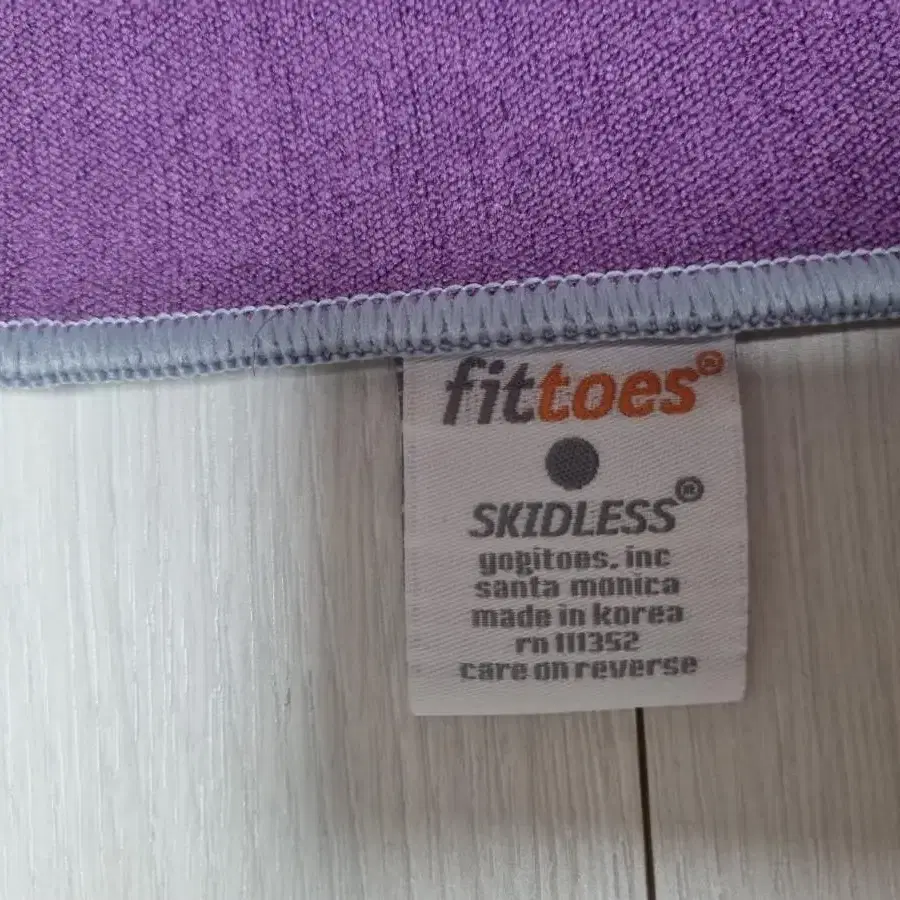 fittoes®
SKIDLESS®
yogitoes, inc
santa monica
made in korea
rn 111352
care on reverse